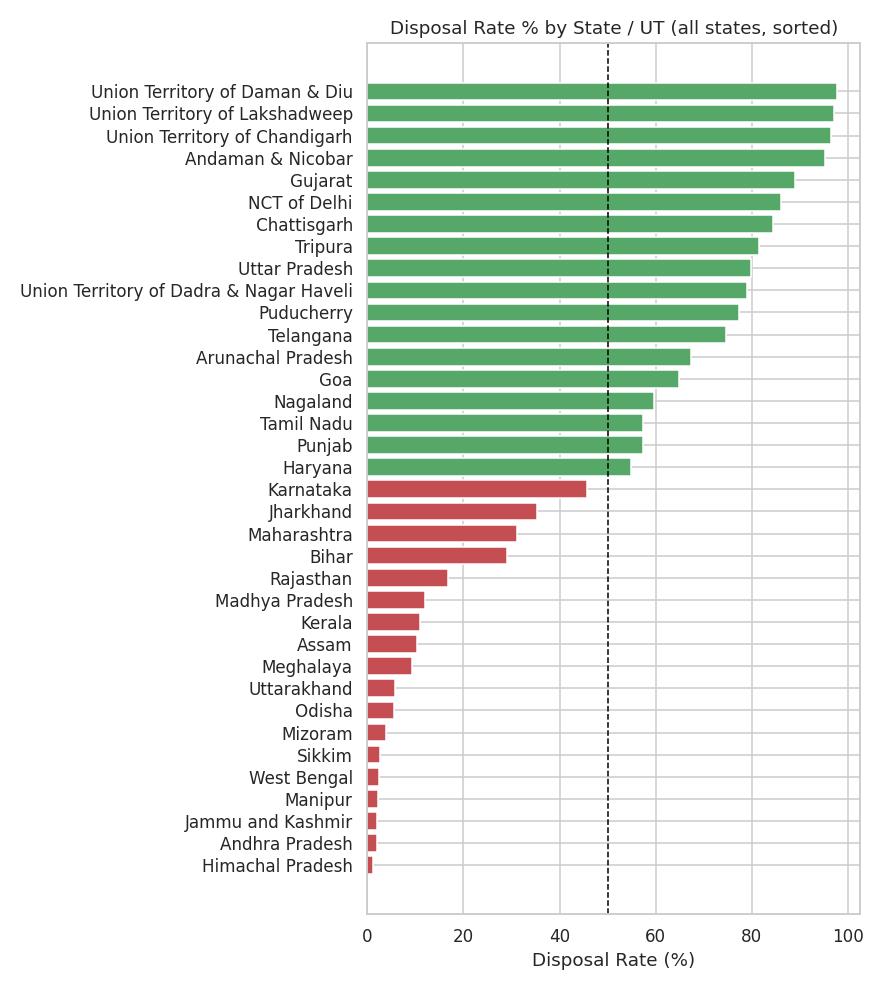 Disposal Rate % by State / UT (all states, sorted)
Union Territory of Daman & Diu
Union Territory of Lakshadweep
Union Territory of Chandigarh
Andaman & Nicobar
Gujarat
NCT of Delhi
Chattisgarh
Tripura
Uttar Pradesh
Union Territory of Dadra & Nagar Haveli
Puducherry
Telangana
Arunachal Pradesh
Goa
Nagaland
Tamil Nadu
Punjab
Haryana
Karnataka
Jharkhand
Maharashtra
Bihar
Rajasthan
Madhya Pradesh
Kerala
Assam
Meghalaya
Uttarakhand
Odisha
Mizoram
Sikkim
West Bengal
Manipur
Jammu and Kashmir
Andhra Pradesh
Himachal Pradesh
0 20 40 60 80 100
Disposal Rate (%)